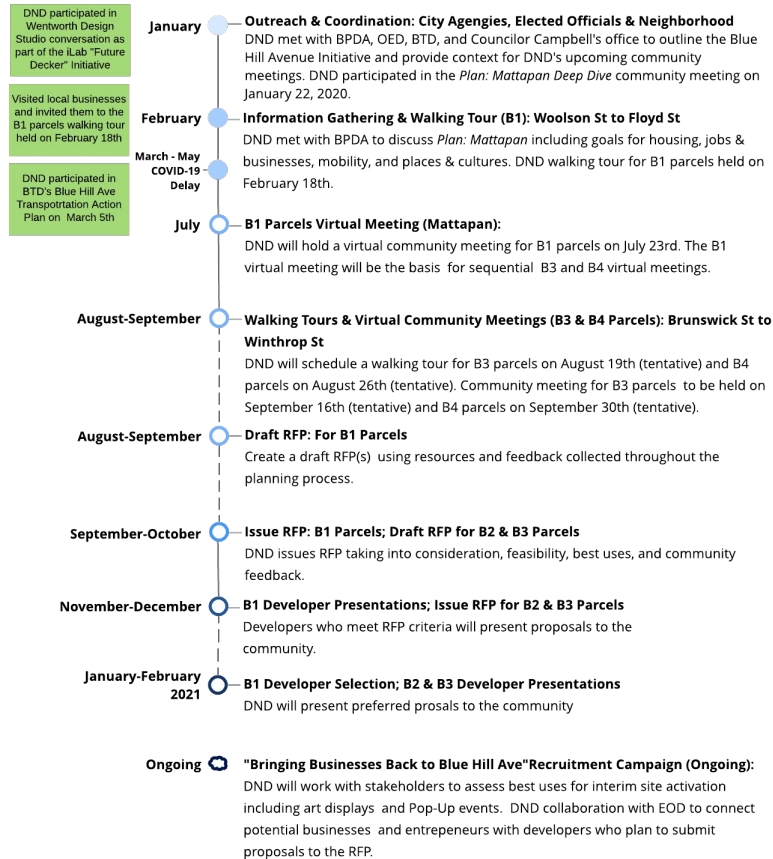 DND participated in
Wentworth Design
Studio conversation as
part of the iLab "Future
Decker" Initiative
Visited local businesses
and invited them to the
B1 parcels walking tour
held on February 18th
DND participated in
BTD's Blue Hill Ave
Transpotrtation Action
Plan on March 5th
January
Outreach & Coordination: City Agengies, Elected Officials & Neighborhood
DND met with BPDA, OED, BTD, and Councilor Campbell's office to outline the Blue
Hill Avenue Initiative and provide context for DND's upcoming community
meetings. DND participated in the Plan: Mattapan Deep Dive community meeting on
January 22, 2020.
February
Information Gathering & Walking Tour (B1): Woolson St to Floyd St
DND met with BPDA to discuss Plan: Mattapan including goals for housing, jobs &
businesses, mobility, and places & cultures. DND walking tour for B1 parcels held on
February 18th.
March - May
COVID-19
Delay
July
B1 Parcels Virtual Meeting (Mattapan):
DND will hold a virtual community meeting for B1 parcels on July 23rd. The B1
virtual meeting will be the basis for sequential B3 and B4 virtual meetings.
August-September
Walking Tours & Virtual Community Meetings (B3 & B4 Parcels): Brunswick St to
Winthrop St
DND will schedule a walking tour for B3 parcels on August 19th (tentative) and B4
parcels on August 26th (tentative). Community meeting for B3 parcels to be held on
September 16th (tentative) and B4 parcels on September 30th (tentative).
August-September
Draft RFP: For B1 Parcels
Create a draft RFP(s) using resources and feedback collected throughout the
planning process.
September-October
Issue RFP: B1 Parcels; Draft RFP for B2 & B3 Parcels
DND issues RFP taking into consideration, feasibility, best uses, and community
feedback.
November-December
B1 Developer Presentations; Issue RFP for B2 & B3 Parcels
Developers who meet RFP criteria will present proposals to the
community.
January-February
2021
B1 Developer Selection; B2 & B3 Developer Presentations
DND will present preferred prosals to the community
Ongoing
"Bringing Businesses Back to Blue Hill Ave"Recruitment Campaign (Ongoing):
DND will work with stakeholders to assess best uses for interim site activation
including art displays and Pop-Up events. DND collaboration with EOD to connect
potential businesses and entrepeneurs with developers who plan to submit
proposals to the RFP.